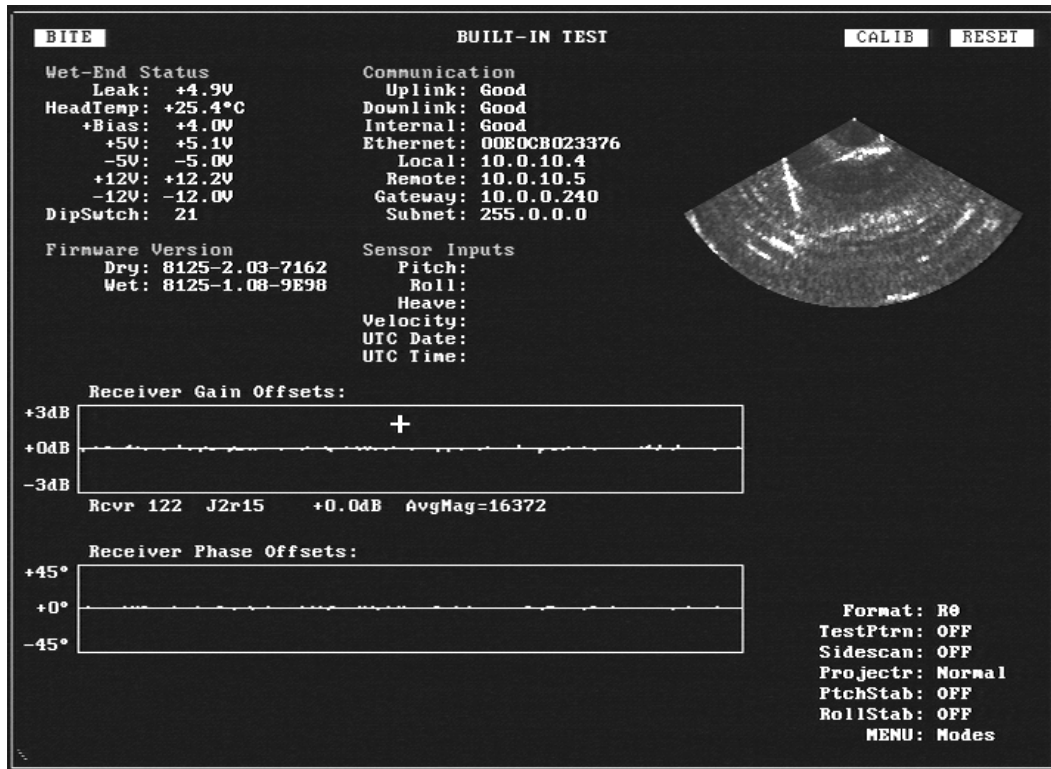 BITE
BUILT-IN TEST
CALIB
RESET
Wet-End Status
Leak: +4.9V
HeadTemp: +25.4°C
+Bias: +4.0V
+5V: +5.1V
-5V: -5.0V
+12V: +12.2V
-12V: -12.0V
DipSwtch: 21
Communication
Uplink: Good
Downlink: Good
Internal: Good
Ethernet: 00E0CB023376
Local: 10.0.10.4
Remote: 10.0.10.5
Gateway: 10.0.0.240
Subnet: 255.0.0.0
Firmware Version
Dry: 8125-2.03-7162
Wet: 8125-1.08-9E98
Sensor Inputs
Pitch:
Roll:
Heave:
Velocity:
UTC Date:
UTC Time:
Receiver Gain Offsets:
+3dB
+0dB
-3dB
Rcvr 122 J2r15 +0.0dB AvgMag=16372
Receiver Phase Offsets:
+45°
+0°
-45°
Format: Rθ
TestPtrn: OFF
Sidescan: OFF
Projectr: Normal
PtchStab: OFF
RollStab: OFF
MENU: Modes